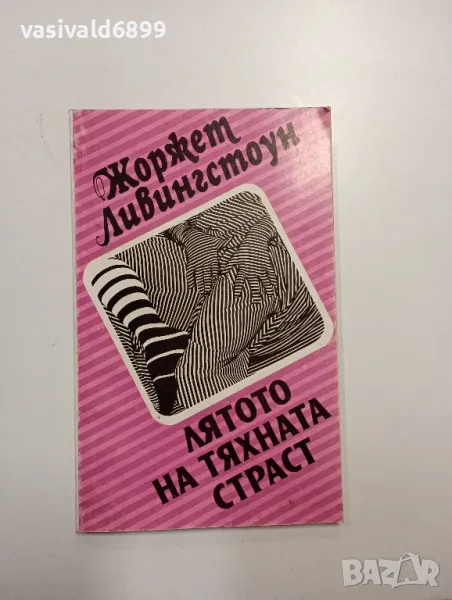 vasivald6899
Жоржет
Ливингстоун
ЛЯТОТО
НА ТЯХНАТА
СТРАСТ
BAZAR